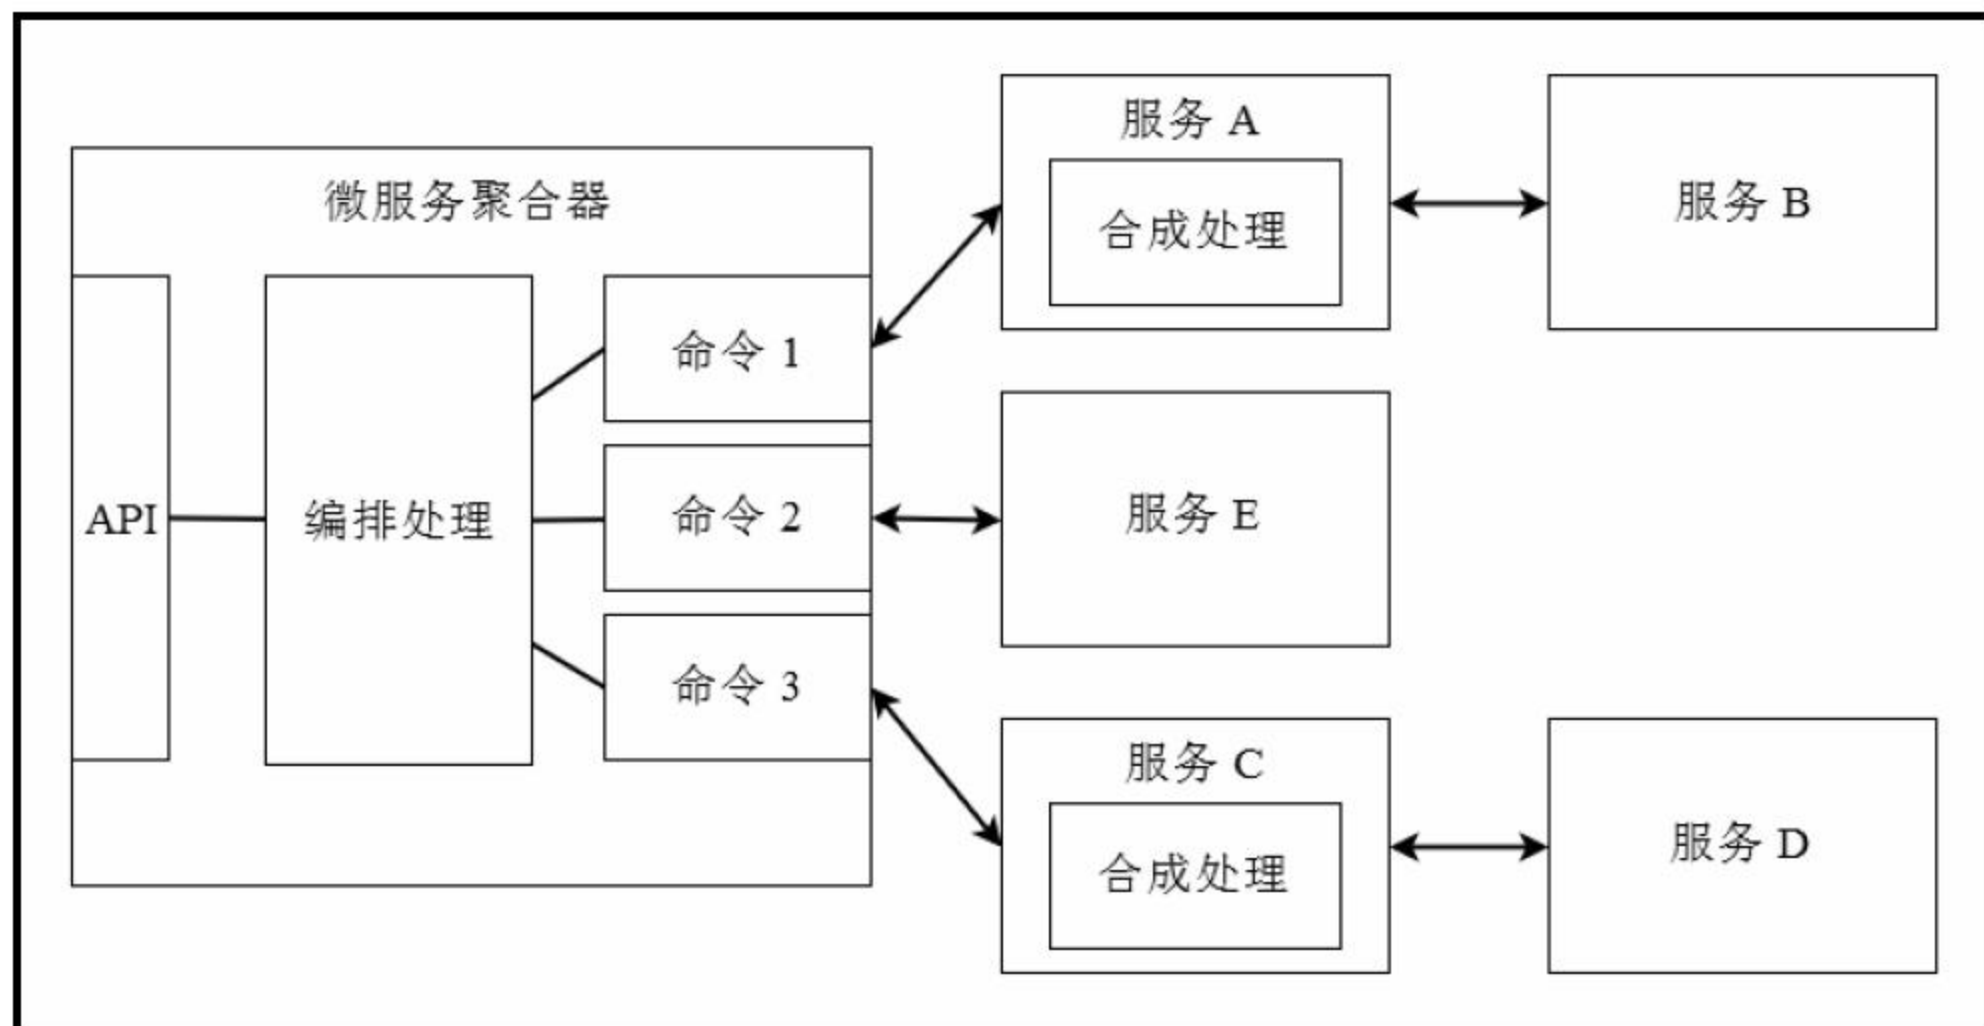 微服务聚合器
API
编排处理
命令 1
命令 2
命令 3
服务 A
合成处理
服务 B
服务 E
服务 C
合成处理
服务 D